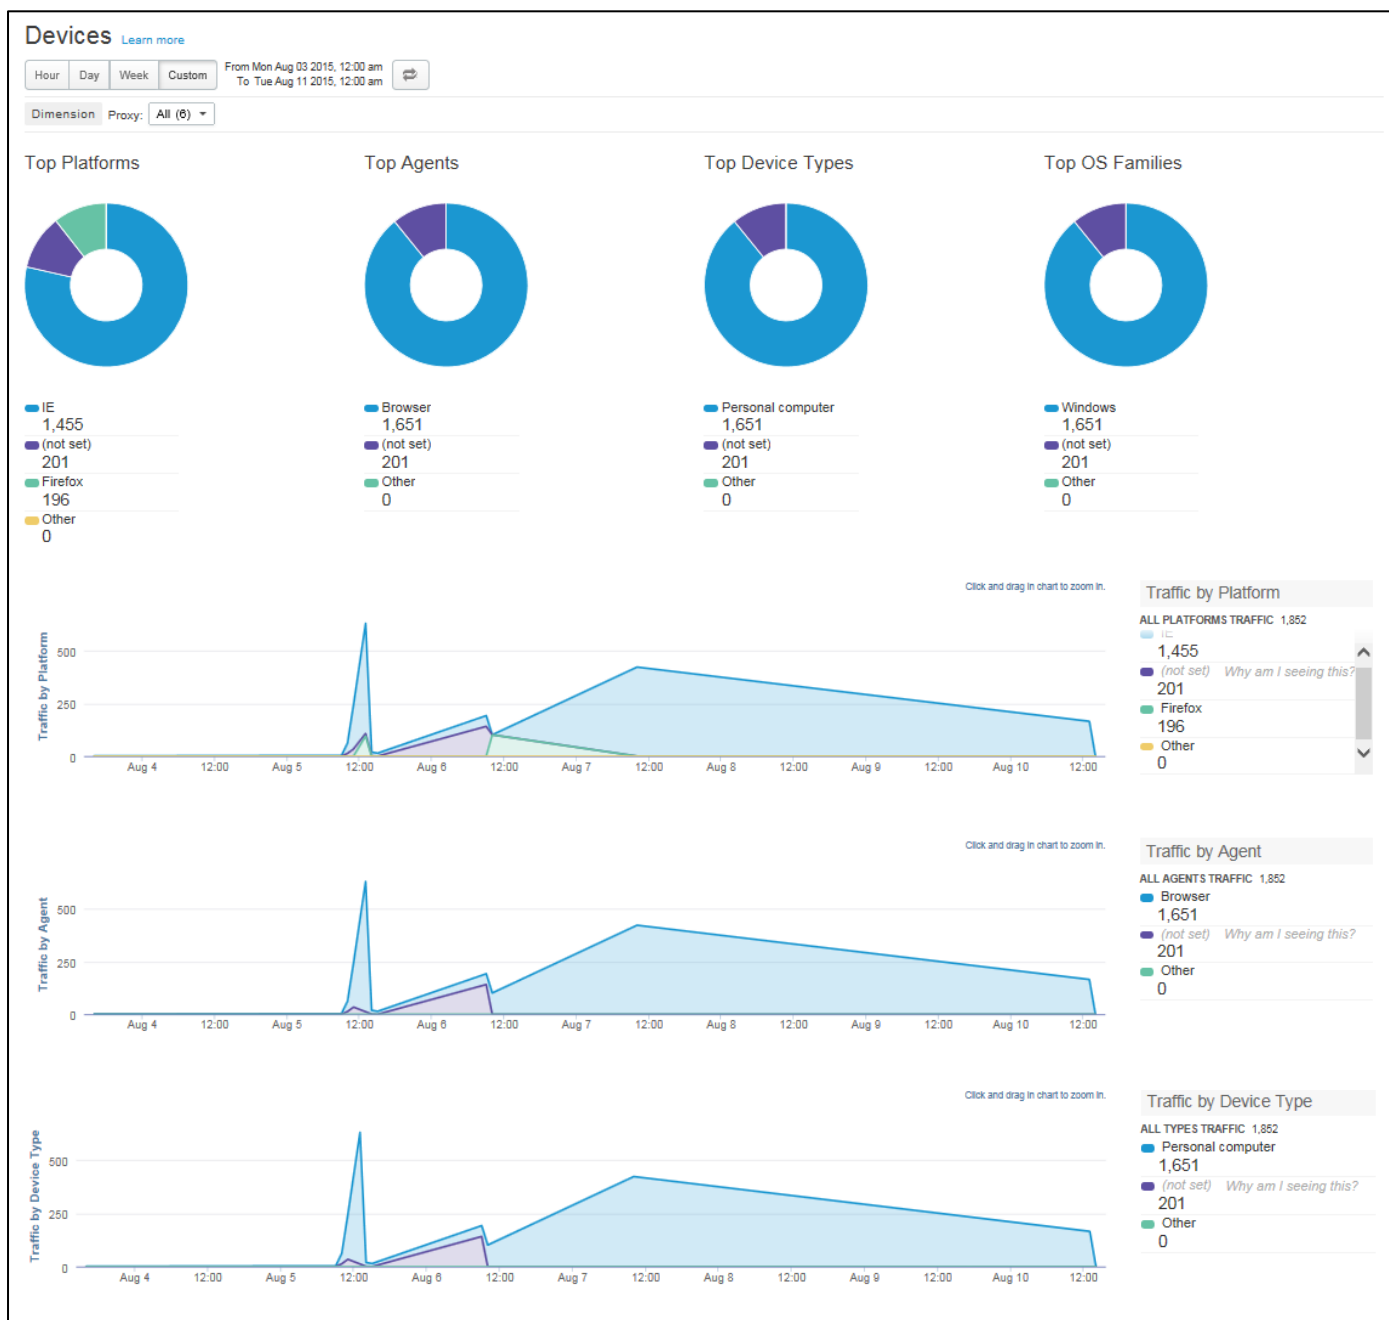 Devices Learn more
Hour Day Week Custom From Mon Aug 03 2015, 12:00 am
To Tue Aug 11 2015, 12:00 am
Dimension Proxy: All (6)
Top Platforms
IE
1,455
(not set)
201
Firefox
196
Other
0
Top Agents
Browser
1,651
(not set)
201
Other
0
Top Device Types
Personal computer
1,651
(not set)
201
Other
0
Top OS Families
Windows
1,651
(not set)
201
Other
0
Click and drag in chart to zoom in.
Traffic by Platform
500
250
0
Aug 4 12:00 Aug 5 12:00 Aug 6 12:00 Aug 7 12:00 Aug 8 12:00 Aug 9 12:00 Aug 10 12:00
Traffic by Platform
ALL PLATFORMS TRAFFIC 1,852
IE
1,455
(not set) Why am I seeing this?
201
Firefox
196
Other
0
Click and drag in chart to zoom in.
Traffic by Agent
500
250
0
Aug 4 12:00 Aug 5 12:00 Aug 6 12:00 Aug 7 12:00 Aug 8 12:00 Aug 9 12:00 Aug 10 12:00
Traffic by Agent
ALL AGENTS TRAFFIC 1,852
Browser
1,651
(not set) Why am I seeing this?
201
Other
0
Click and drag in chart to zoom in.
Traffic by Device Type
500
250
0
Aug 4 12:00 Aug 5 12:00 Aug 6 12:00 Aug 7 12:00 Aug 8 12:00 Aug 9 12:00 Aug 10 12:00
Traffic by Device Type
ALL TYPES TRAFFIC 1,852
Personal computer
1,651
(not set) Why am I seeing this?
201
Other
0